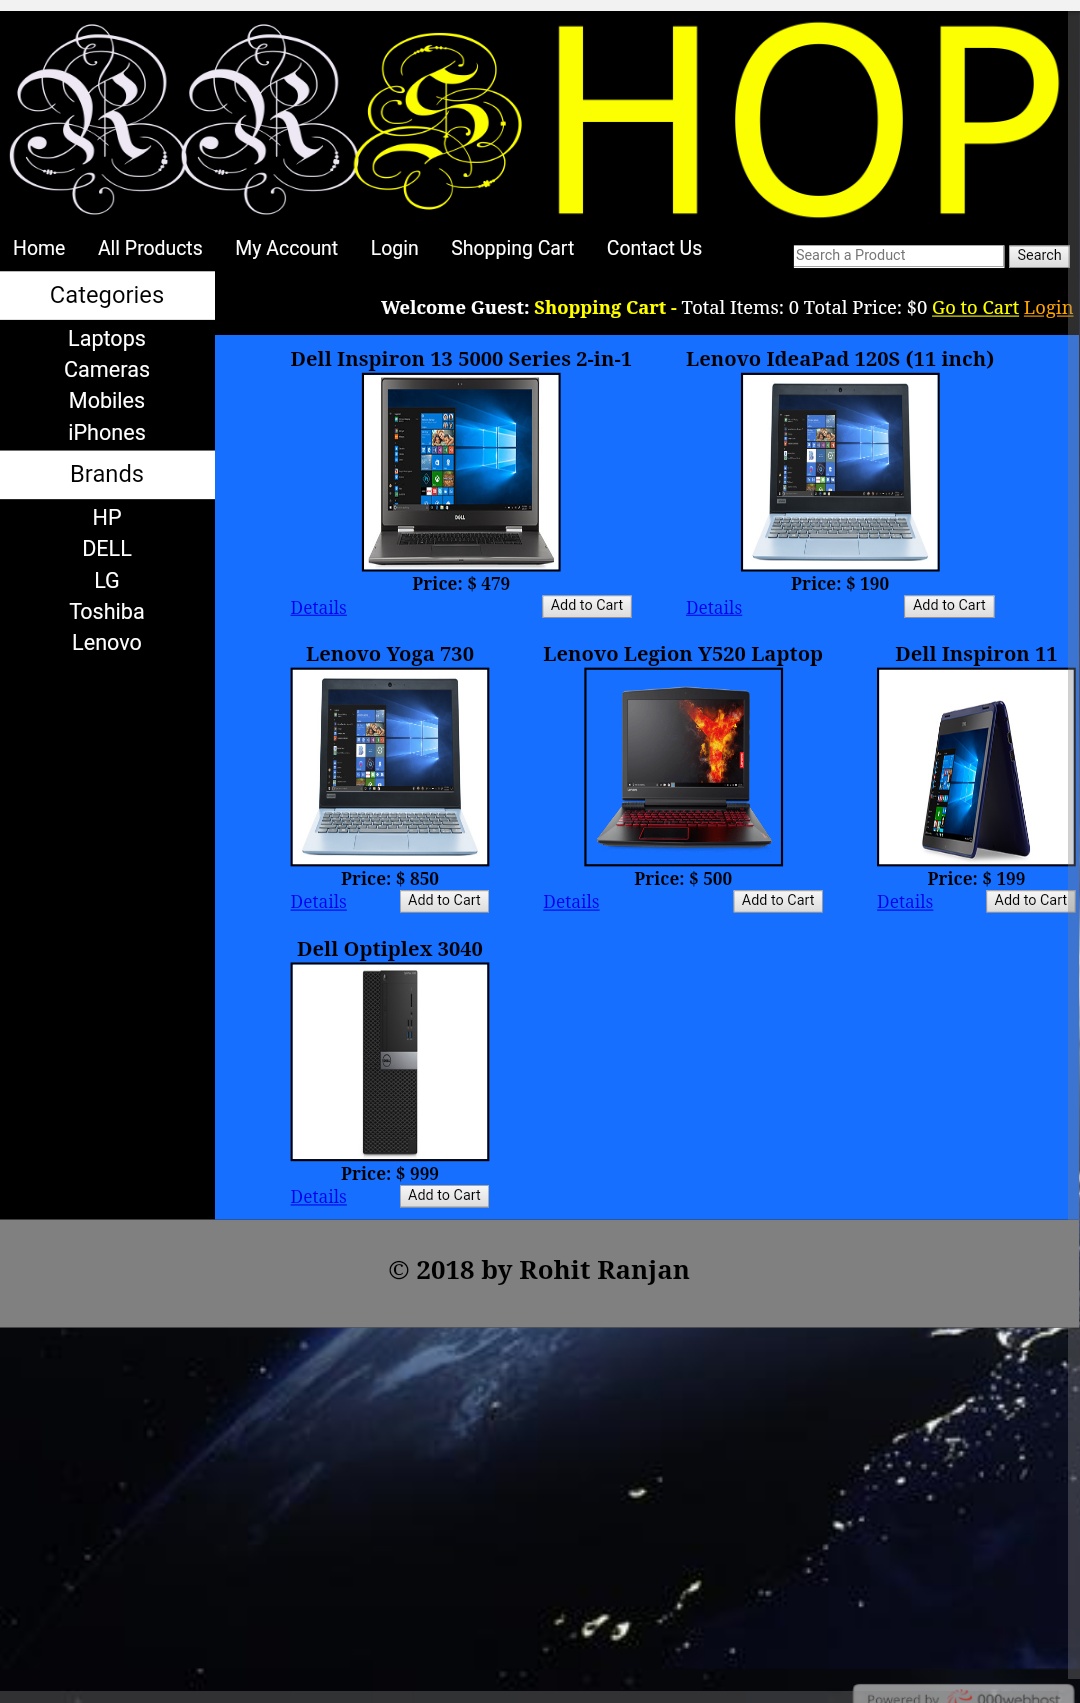 RRSHOP
Home All Products My Account Login Shopping Cart Contact Us Search a Product Search
Categories
Welcome Guest: Shopping Cart - Total Items: 0 Total Price: $0 Go to Cart Login
Laptops
Cameras
Mobiles
iPhones
Brands
HP
DELL
LG
Toshiba
Lenovo
Dell Inspiron 13 5000 Series 2-in-1 Lenovo IdeaPad 120S (11 inch)
DELL
Price: $ 479 Price: $ 190
Details Add to Cart Details Add to Cart
Lenovo Yoga 730 Lenovo Legion Y520 Laptop Dell Inspiron 11
Price: $ 850 Price: $ 500 Price: $ 199
Details Add to Cart Details Add to Cart Details Add to Cart
Dell Optiplex 3040
Price: $ 999
Details Add to Cart
© 2018 by Rohit Ranjan
Powered by 000webhost